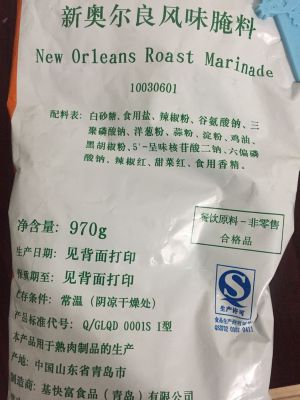 新奥尔良风味腌料
New Orleans Roast Marinade
10030601
配料表: 白砂糖, 食用盐, 辣椒粉, 谷氨酸钠, 三
聚磷酸钠, 洋葱粉, 蒜粉, 淀粉, 鸡油,
黑胡椒粉, 5'-呈味核苷酸二钠, 六偏磷
酸钠, 辣椒红, 甜菜红, 食用香精。
净含量: 970g
餐饮原料-非零售
合格品
生产日期: 见背面打印
保质期至: 见背面打印
贮存条件: 常温 (阴凉干燥处)
产品标准代号: Q/GLQD 0001S I型
本产品用于熟肉制品的生产
产地: 中国山东省青岛市
制造商: 基快富食品 (青岛) 有限公
生产许可